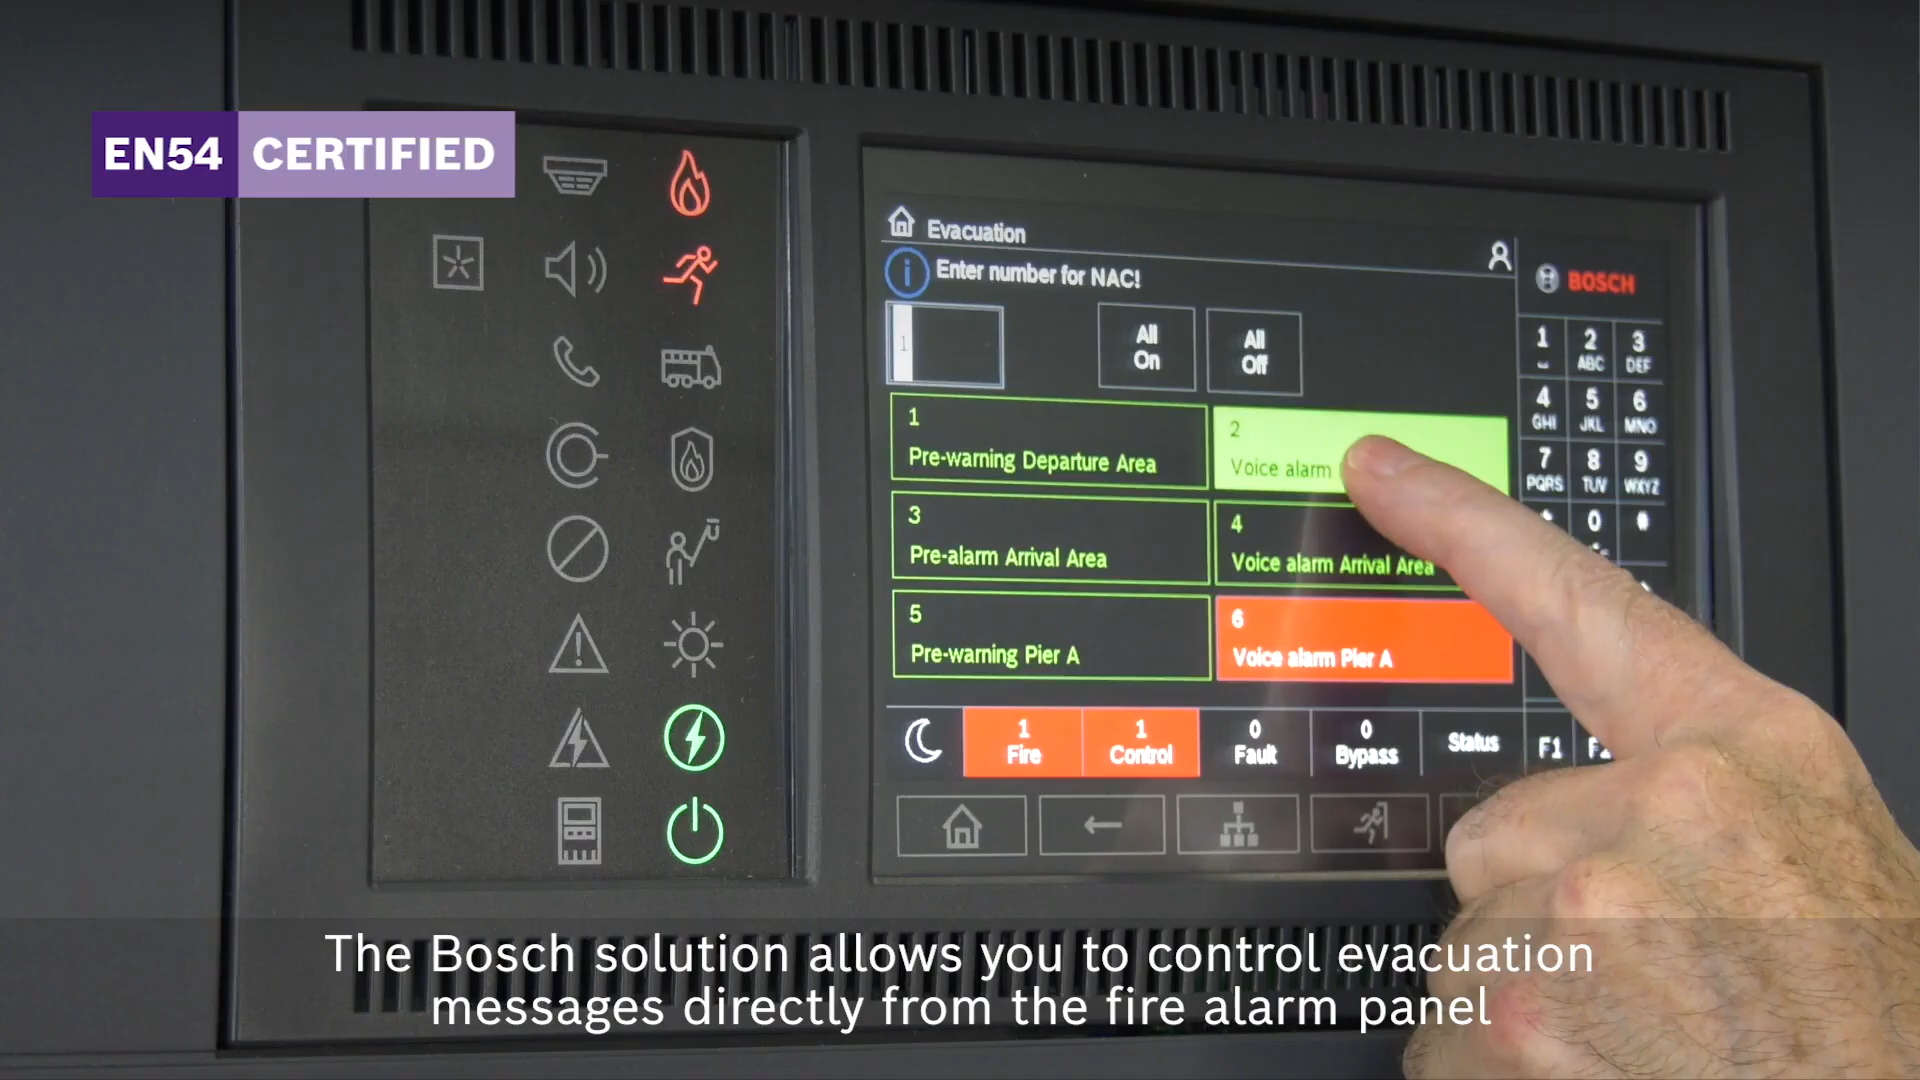 EN54 CERTIFIED
Evacuation
Enter number for NAC!
BOSCH
1
All
On
All
Off
1
2
ABC
3
DEF
4
GHI
5
JKL
6
MNO
7
PQRS
8
TUV
9
WXYZ
0
#
1
Pre-warning Departure Area
2
Voice alarm
3
Pre-alarm Arrival Area
4
Voice alarm Arrival Area
5
Pre-warning Pier A
6
Voice alarm Pier A
1
Fire
1
Control
0
Fault
0
Bypass
Status
F1
The Bosch solution allows you to control evacuation
messages directly from the fire alarm panel